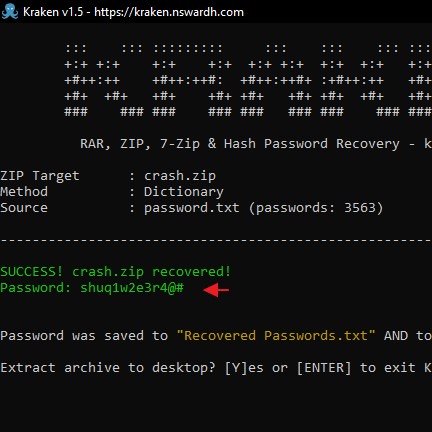 Kraken v1.5 - https://kraken.nswardh.com
RAR, ZIP, 7-Zip & Hash Password Recovery - k
ZIP Target : crash.zip
Method : Dictionary
Source : password.txt (passwords: 3563)
SUCCESS! crash.zip recovered!
Password: shuq1w2e3r4@#
Password was saved to "Recovered Passwords.txt" AND to
Extract archive to desktop? [Y]es or [ENTER] to exit K